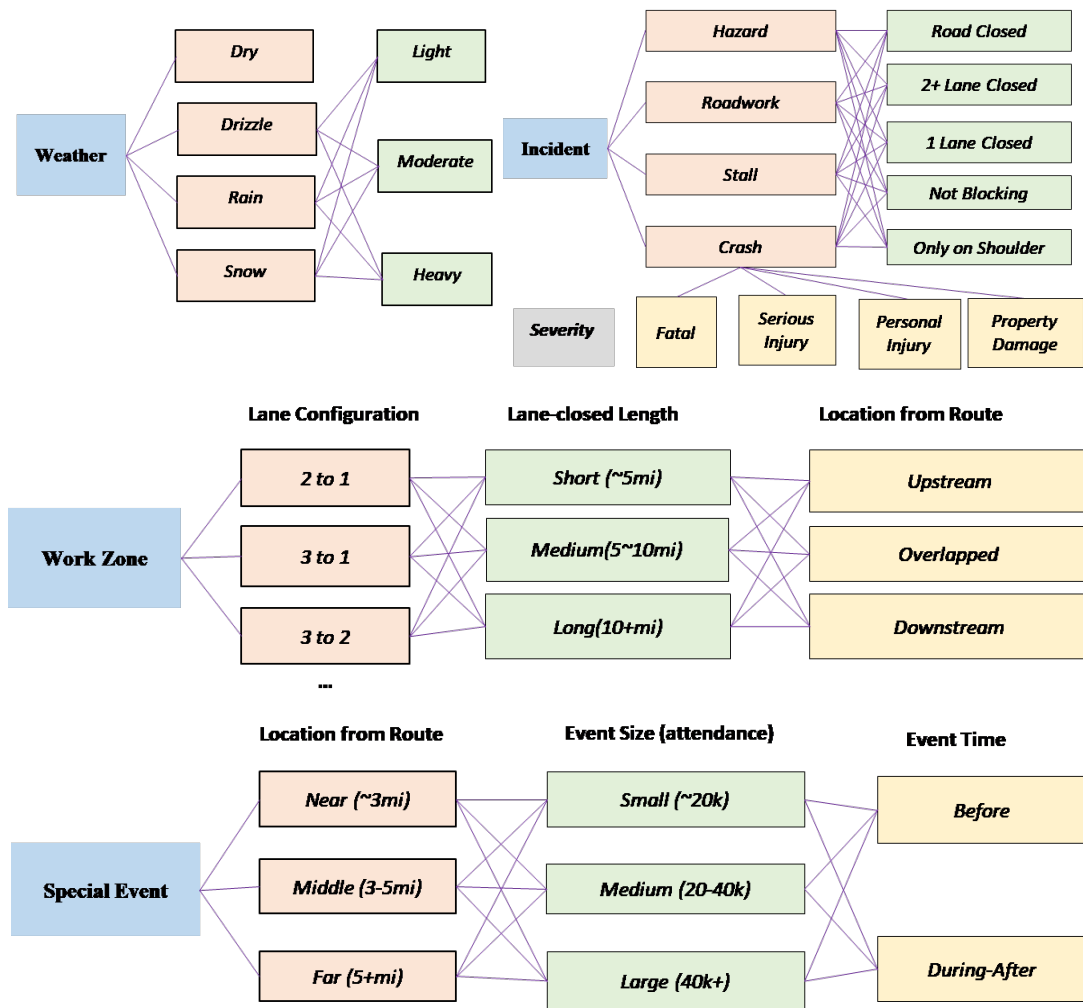 Weather
Dry
Drizzle
Rain
Snow
Light
Moderate
Heavy
Incident
Hazard
Roadwork
Stall
Crash
Road Closed
2+ Lane Closed
1 Lane Closed
Not Blocking
Only on Shoulder
Severity
Fatal
Serious
Injury
Personal
Injury
Property
Damage
Lane Configuration
Lane-closed Length
Location from Route
Work Zone
2 to 1
3 to 1
3 to 2
...
Short (~5mi)
Medium(5~10mi)
Long(10+mi)
Upstream
Overlapped
Downstream
Location from Route
Event Size (attendance)
Event Time
Special Event
Near (~3mi)
Middle (3-5mi)
Far (5+mi)
Small (~20k)
Medium (20-40k)
Large (40k+)
Before
During-After